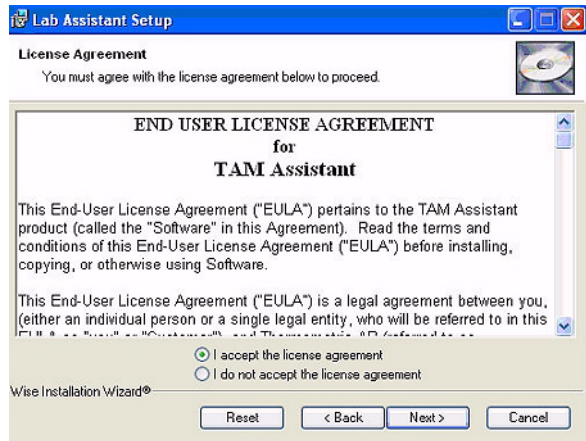 Lab Assistant Setup
License Agreement
You must agree with the license agreement below to proceed.
END USER LICENSE AGREEMENT
for
TAM Assistant
This End-User License Agreement ("EULA") pertains to the TAM Assistant
product (called the "Software" in this Agreement). Read the terms and
conditions of this End-User License Agreement ("EULA") before installing,
copying, or otherwise using Software.
This End-User License Agreement ("EULA") is a legal agreement between you,
(either an individual person or a single legal entity, who will be referred to in this
I accept the license agreement
I do not accept the license agreement
Wise Installation Wizard®
Reset
< Back
Next >
Cancel